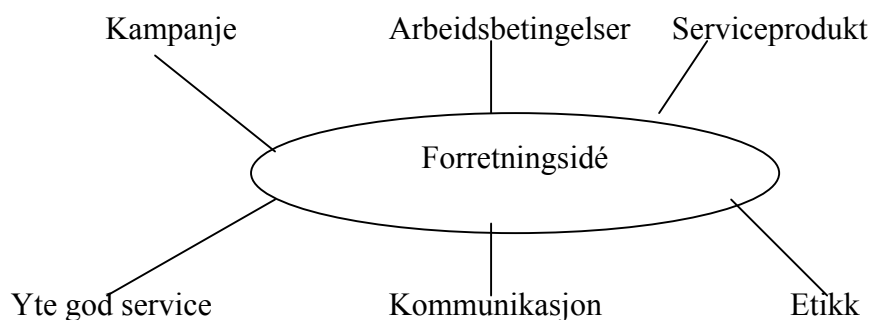 Kampanje Arbeidsbetingelser Serviceprodukt
Forretningsidé
Yte god service Kommunikasjon Etikk